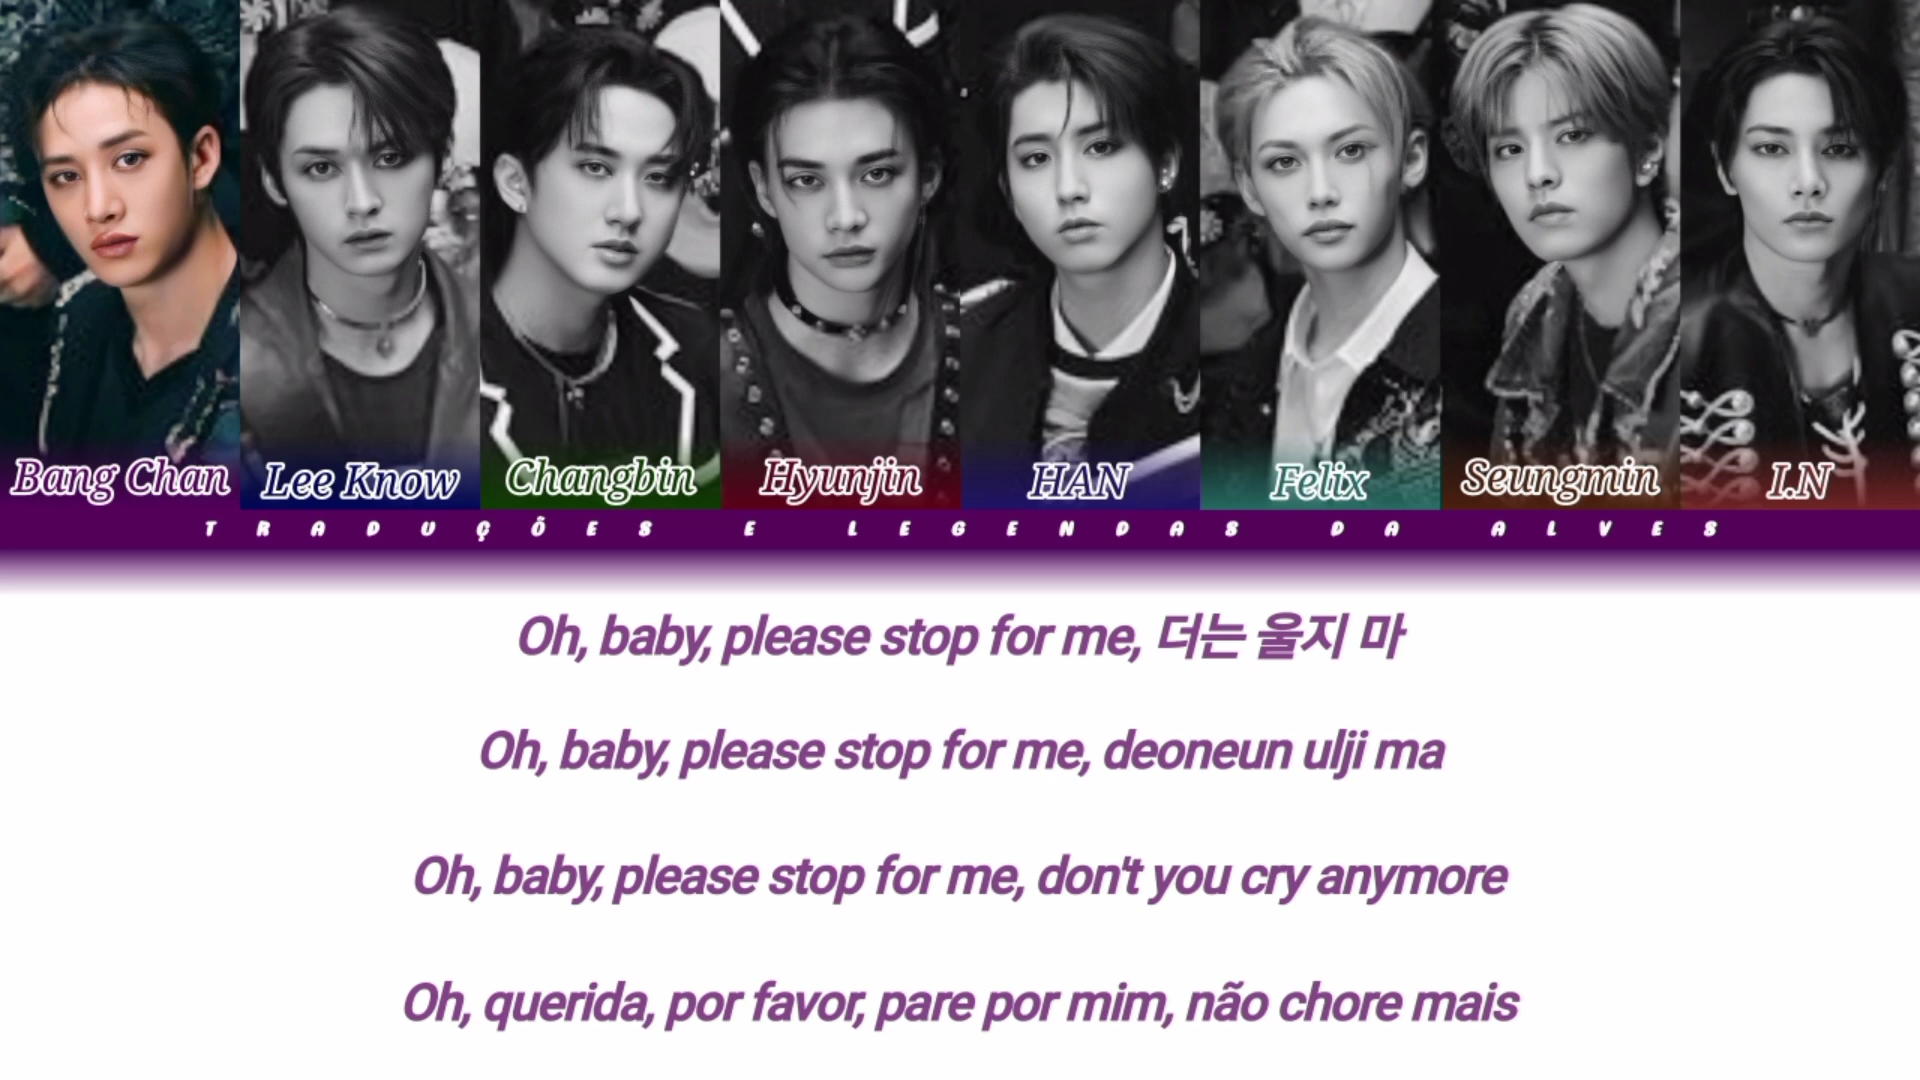 Bang Chan Lee Know Changbin Hyunjin HAN Felix Seungmin I.N
TRADUÇÕES E LEGENDAS DA ALVES
Oh, baby, please stop for me, 더는 울지 마
Oh, baby, please stop for me, deoneun ulji ma
Oh, baby, please stop for me, don't you cry anymore
Oh, querida, por favor, pare por mim, não chore mais